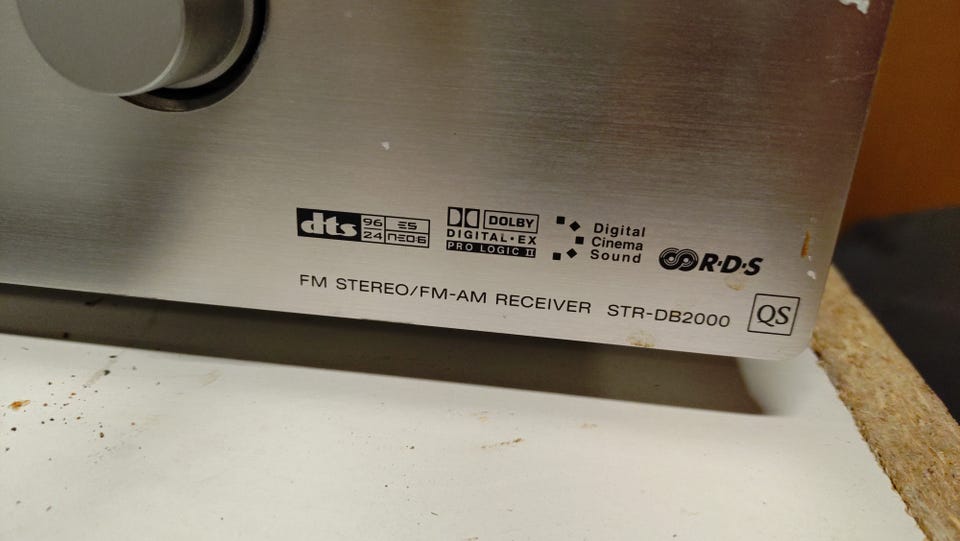 dts 96 24 ES NEO:6
DOLBY
DIGITAL·EX
PRO LOGIC II
Digital
Cinema
Sound
R·D·S
FM STEREO/FM-AM RECEIVER STR-DB2000 QS